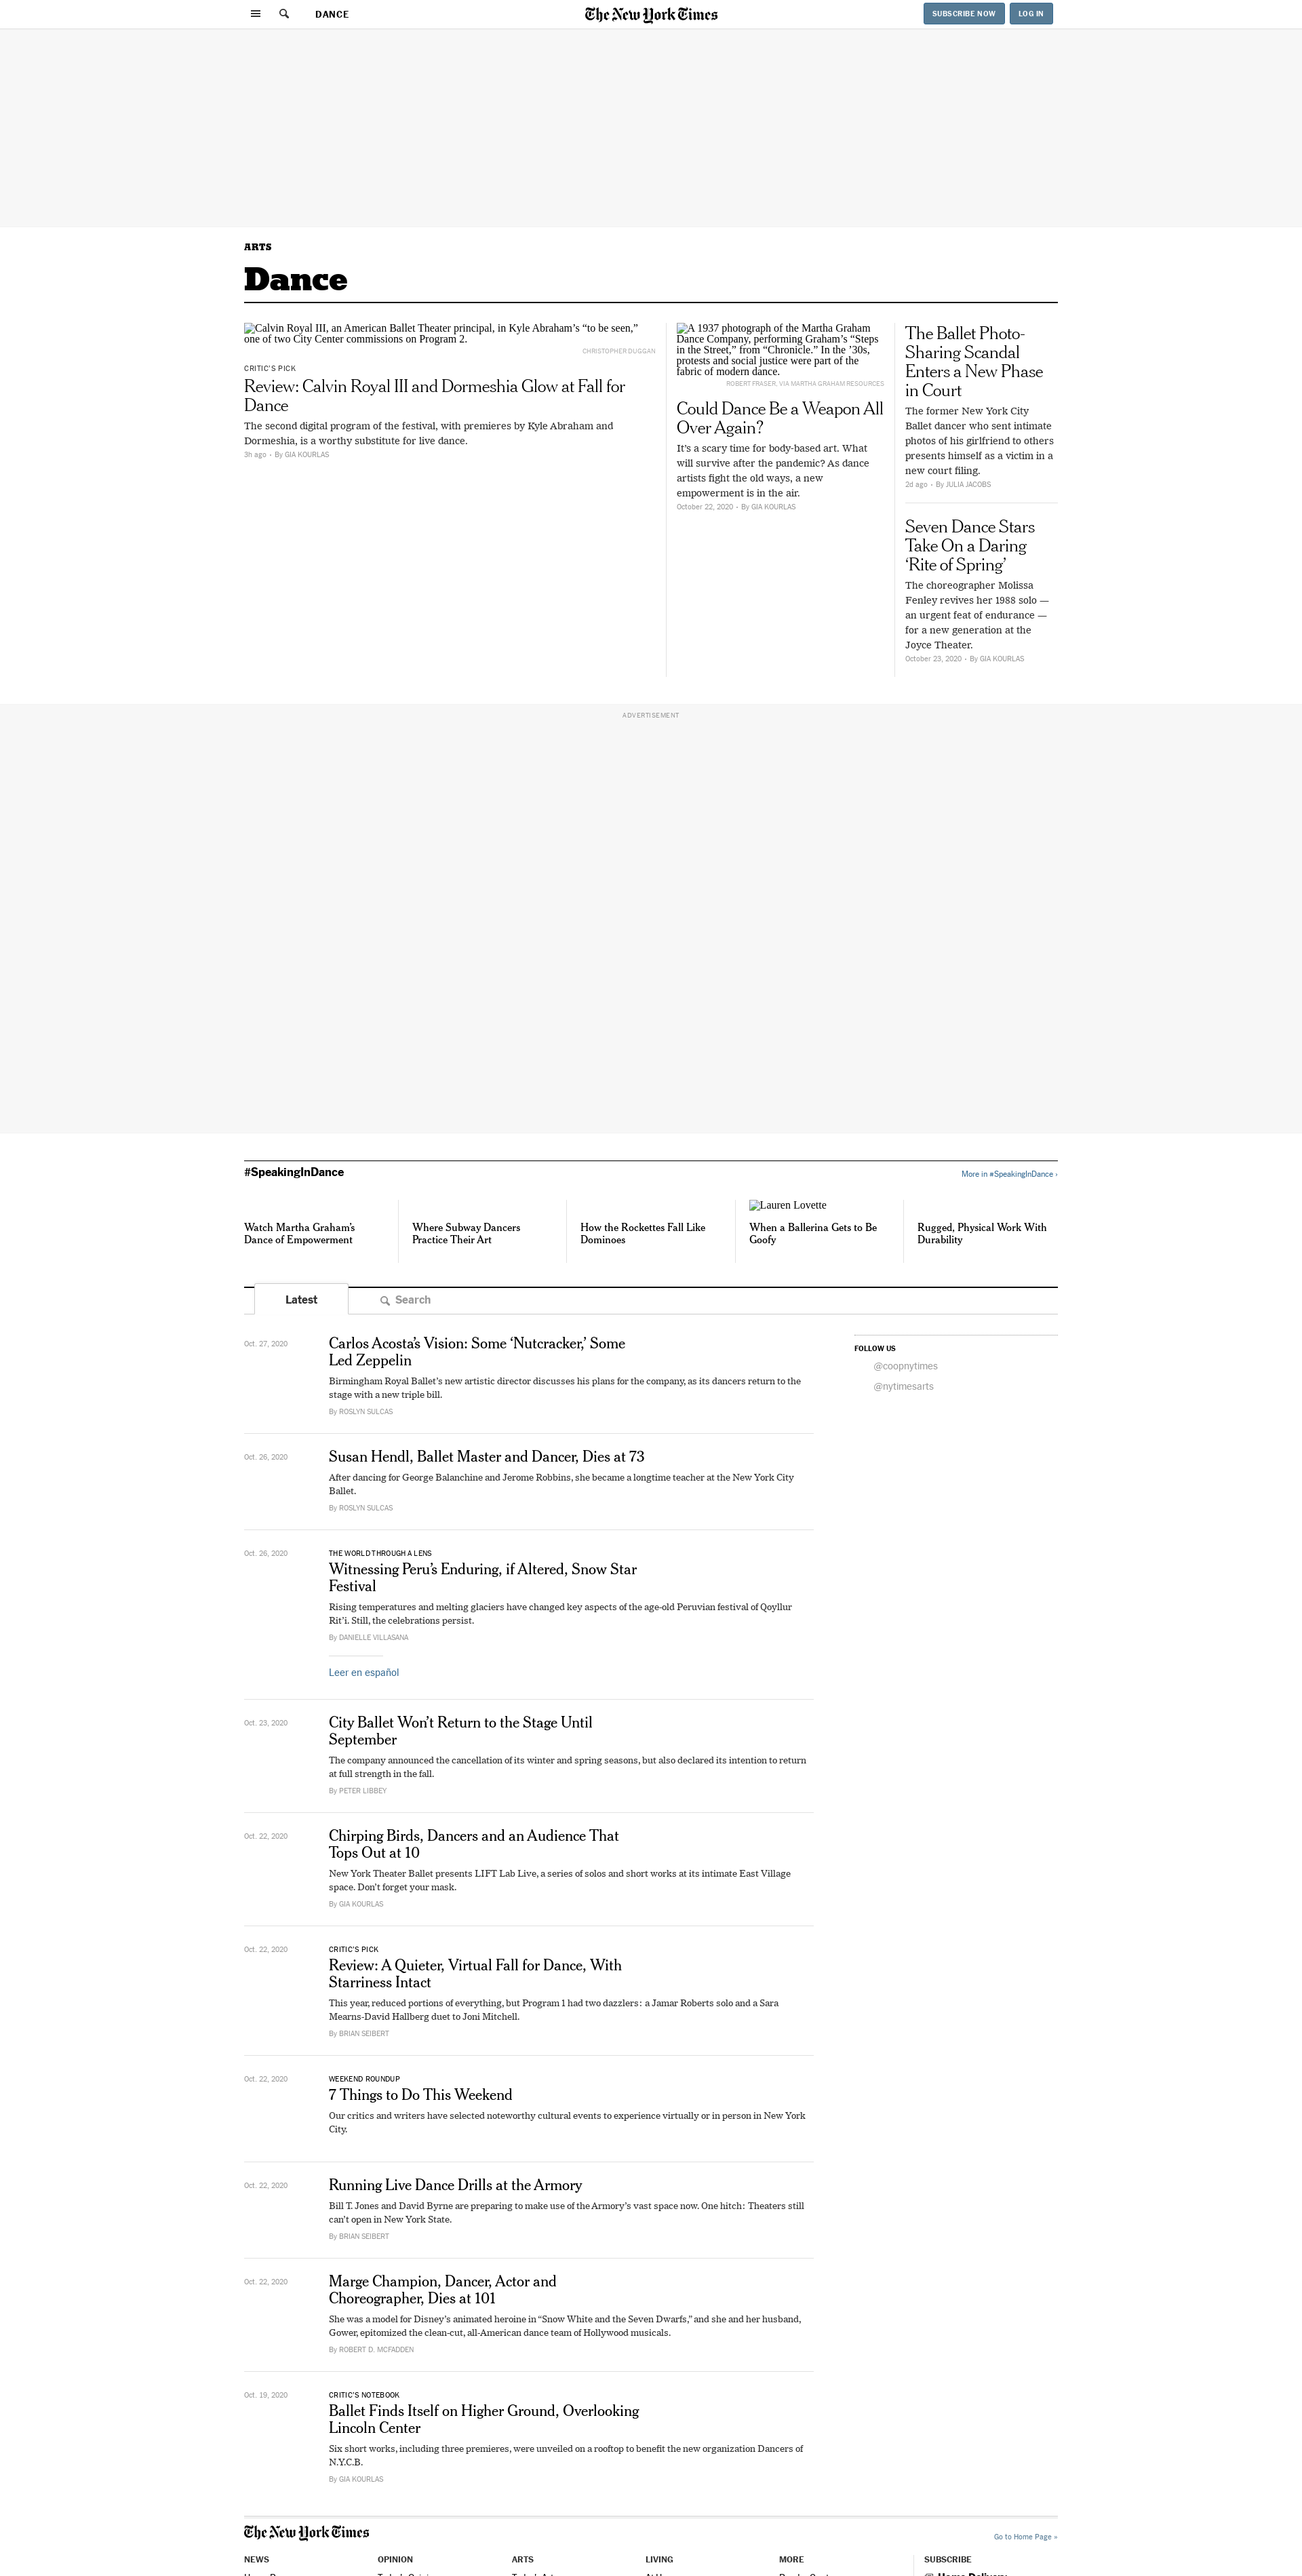 DANCE
The New York Times
SUBSCRIBE NOW
LOG IN
ARTS
Dance
Calvin Royal III, an American Ballet Theater principal, in Kyle Abraham’s “to be seen,”
one of two City Center commissions on Program 2.
CHRISTOPHER DUGGAN
CRITIC’S PICK
Review: Calvin Royal III and Dormeshia Glow at Fall for
Dance
The second digital program of the festival, with premieres by Kyle Abraham and
Dormeshia, is a worthy substitute for live dance.
3h ago • By GIA KOURLAS
A 1937 photograph of the Martha Graham
Dance Company, performing Graham’s “Steps
in the Street,” from “Chronicle.” In the ’30s,
protests and social justice were part of the
fabric of modern dance.
ROBERT FRASER, VIA MARTHA GRAHAM RESOURCES
Could Dance Be a Weapon All
Over Again?
It’s a scary time for body-based art. What
will survive after the pandemic? As dance
artists fight the old ways, a new
empowerment is in the air.
October 22, 2020 • By GIA KOURLAS
The Ballet Photo-
Sharing Scandal
Enters a New Phase
in Court
The former New York City
Ballet dancer who sent intimate
photos of his girlfriend to others
presents himself as a victim in a
new court filing.
2d ago • By JULIA JACOBS
Seven Dance Stars
Take On a Daring
‘Rite of Spring’
The choreographer Molissa
Fenley revives her 1988 solo —
an urgent feat of endurance —
for a new generation at the
Joyce Theater.
October 23, 2020 • By GIA KOURLAS
ADVERTISEMENT
#SpeakingInDance
More in #SpeakingInDance ›
Watch Martha Graham’s
Dance of Empowerment
Where Subway Dancers
Practice Their Art
How the Rockettes Fall Like
Dominoes
Lauren Lovette
When a Ballerina Gets to Be
Goofy
Rugged, Physical Work With
Durability
Latest
Search
Oct. 27, 2020
Carlos Acosta’s Vision: Some ‘Nutcracker,’ Some
Led Zeppelin
Birmingham Royal Ballet’s new artistic director discusses his plans for the company, as its dancers return to the
stage with a new triple bill.
By ROSLYN SULCAS
FOLLOW US
@coopnytimes
@nytimesarts
Oct. 26, 2020
Susan Hendl, Ballet Master and Dancer, Dies at 73
After dancing for George Balanchine and Jerome Robbins, she became a longtime teacher at the New York City
Ballet.
By ROSLYN SULCAS
Oct. 26, 2020
THE WORLD THROUGH A LENS
Witnessing Peru’s Enduring, if Altered, Snow Star
Festival
Rising temperatures and melting glaciers have changed key aspects of the age-old Peruvian festival of Qoyllur
Rit’i. Still, the celebrations persist.
By DANIELLE VILLASANA
Leer en español
Oct. 23, 2020
City Ballet Won’t Return to the Stage Until
September
The company announced the cancellation of its winter and spring seasons, but also declared its intention to return
at full strength in the fall.
By PETER LIBBEY
Oct. 22, 2020
Chirping Birds, Dancers and an Audience That
Tops Out at 10
New York Theater Ballet presents LIFT Lab Live, a series of solos and short works at its intimate East Village
space. Don’t forget your mask.
By GIA KOURLAS
Oct. 22, 2020
CRITIC’S PICK
Review: A Quieter, Virtual Fall for Dance, With
Starriness Intact
This year, reduced portions of everything, but Program 1 had two dazzlers: a Jamar Roberts solo and a Sara
Mearns-David Hallberg duet to Joni Mitchell.
By BRIAN SEIBERT
Oct. 22, 2020
WEEKEND ROUNDUP
7 Things to Do This Weekend
Our critics and writers have selected noteworthy cultural events to experience virtually or in person in New York
City.
Oct. 22, 2020
Running Live Dance Drills at the Armory
Bill T. Jones and David Byrne are preparing to make use of the Armory’s vast space now. One hitch: Theaters still
can’t open in New York State.
By BRIAN SEIBERT
Oct. 22, 2020
Marge Champion, Dancer, Actor and
Choreographer, Dies at 101
She was a model for Disney’s animated heroine in “Snow White and the Seven Dwarfs,” and she and her husband,
Gower, epitomized the clean-cut, all-American dance team of Hollywood musicals.
By ROBERT D. MCFADDEN
Oct. 19, 2020
CRITIC’S NOTEBOOK
Ballet Finds Itself on Higher Ground, Overlooking
Lincoln Center
Six short works, including three premieres, were unveiled on a rooftop to benefit the new organization Dancers of
N.Y.C.B.
By GIA KOURLAS
The New York Times
Go to Home Page »
NEWS
OPINION
ARTS
LIVING
MORE
SUBSCRIBE